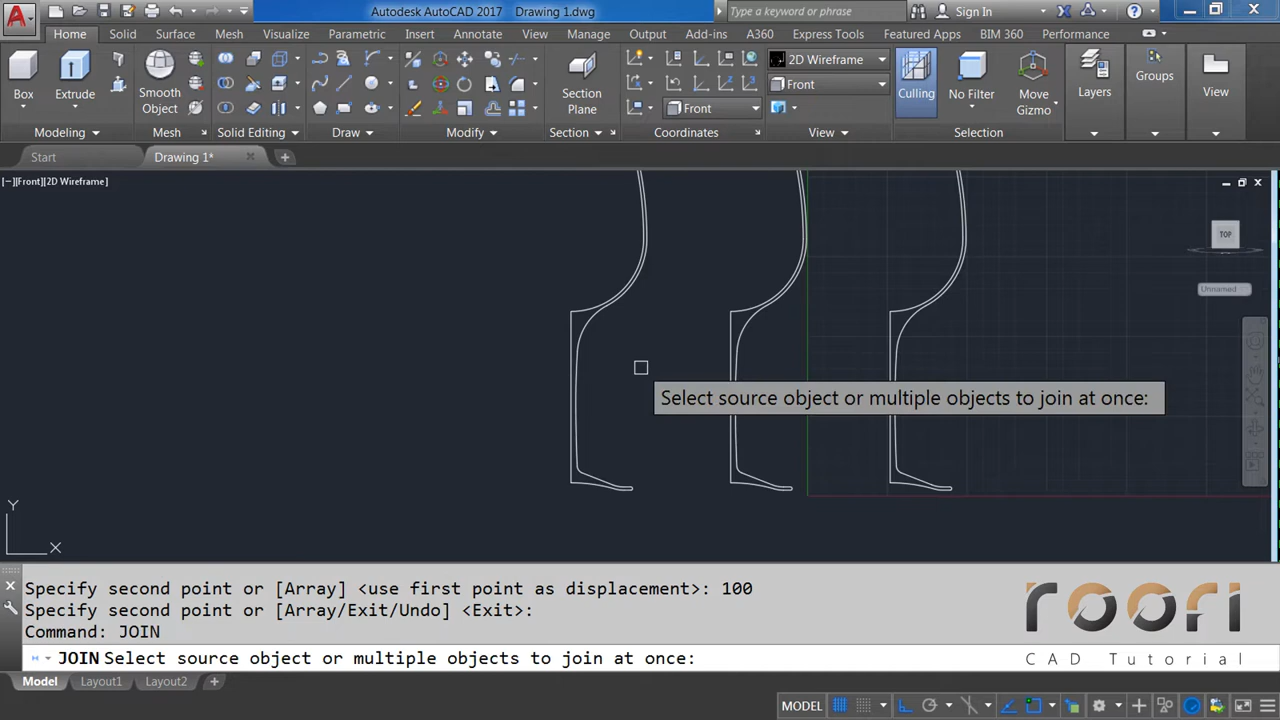 Autodesk AutoCAD 2017 Drawing 1.dwg
Type a keyword or phrase
Sign In
Home Solid Surface Mesh Visualize Parametric Insert Annotate View Manage Output Add-ins A360 Express Tools Featured Apps BIM 360 Performance
2D Wireframe
Front
Front
Box
Extrude
Smooth
Object
Section
Plane
Culling
No Filter
Move
Gizmo
Layers
Groups
View
Modeling Mesh Solid Editing Draw Modify Section Coordinates View Selection
Start
Drawing 1*
[−][Front][2D Wireframe]
TOP
Unnamed
Select source object or multiple objects to join at once:
Y
X
Specify second point or [Array] <use first point as displacement>: 100
Specify second point or [Array/Exit/Undo] <Exit>:
Command: JOIN
JOIN Select source object or multiple objects to join at once:
roori
CAD Tutorial
Model Layout1 Layout2
MODEL